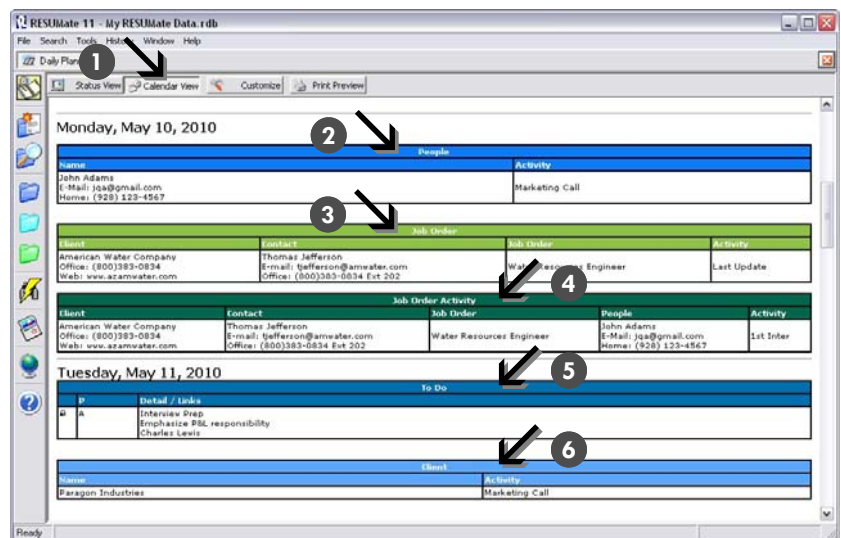 RESUMate 11 - My RESUMate Data.rdb
File Search Tools History Window Help
Daily Plan
1
Status View Calendar View Customize Print Preview
Monday, May 10, 2010
2
People
Name Activity
John Adams
E-Mail: jqa@gmail.com
Home: (928) 123-4567
Marketing Call
3
Job Order
Client Contact Job Order Activity
American Water Company
Office: (800)383-0834
Web: www.azamwater.com
Thomas Jefferson
E-mail: tjefferson@amwater.com
Office: (800)383-0834 Ext 202
Water Resources Engineer
Last Update
4
Job Order Activity
Client Contact Job Order People Activity
American Water Company
Office: (800)383-0834
Web: www.azamwater.com
Thomas Jefferson
E-mail: tjefferson@amwater.com
Office: (800)383-0834 Ext 202
Water Resources Engineer
John Adams
E-Mail: jqa@gmail.com
Home: (928) 123-4567
1st Inter
Tuesday, May 11, 2010
5
To Do
P Detail / Links
A
Interview Prep
Emphasize P&L responsibility
Charles Lewis
6
Client
Name Activity
Paragon Industries Marketing Call
Ready